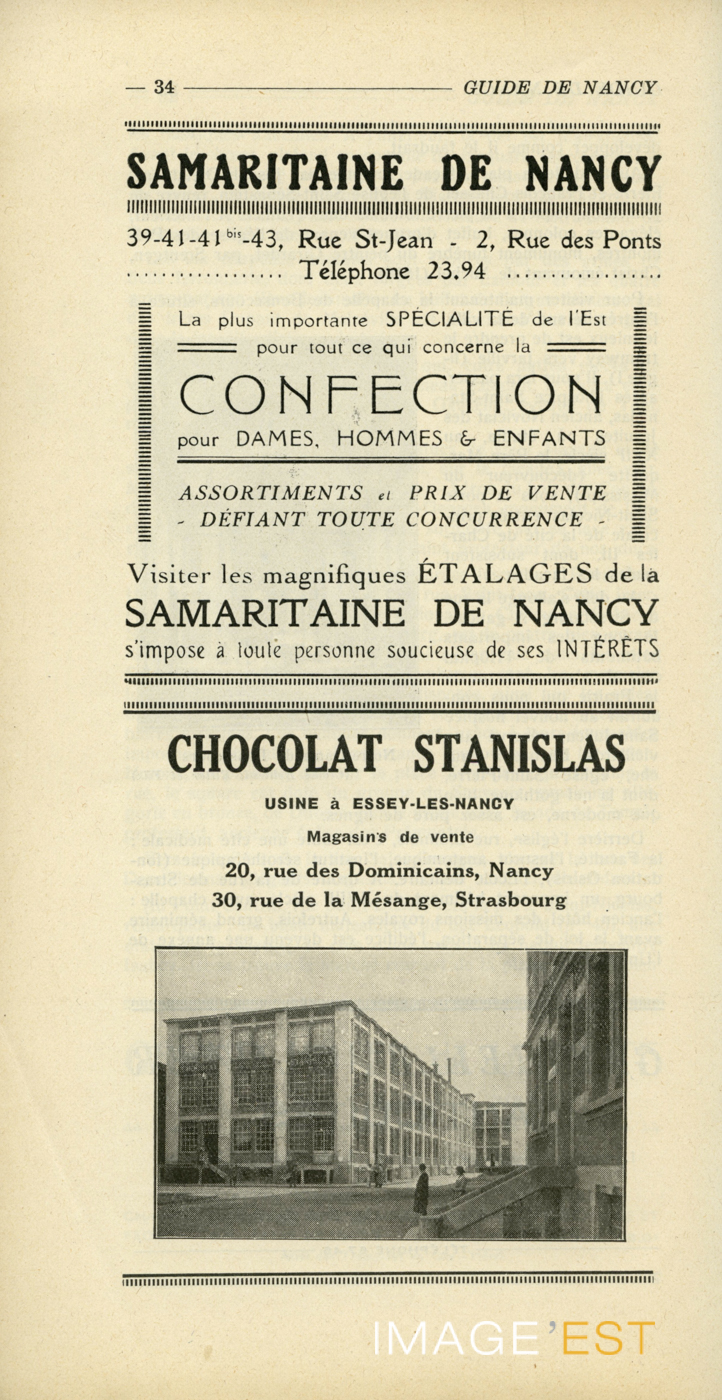 — 34 — GUIDE DE NANCY
SAMARITAINE DE NANCY
39-41-41bis-43, Rue St-Jean - 2, Rue des Ponts
Téléphone 23.94
La plus importante SPÉCIALITÉ de l'Est
pour tout ce qui concerne la
CONFECTION
pour DAMES, HOMMES & ENFANTS
ASSORTIMENTS et PRIX DE VENTE
- DÉFIANT TOUTE CONCURRENCE -
Visiter les magnifiques ÉTALAGES de la
SAMARITAINE DE NANCY
s'impose à toute personne soucieuse de ses INTÉRÊTS
CHOCOLAT STANISLAS
USINE à ESSEY-LES-NANCY
Magasins de vente
20, rue des Dominicains, Nancy
30, rue de la Mésange, Strasbourg
IMAGE'EST